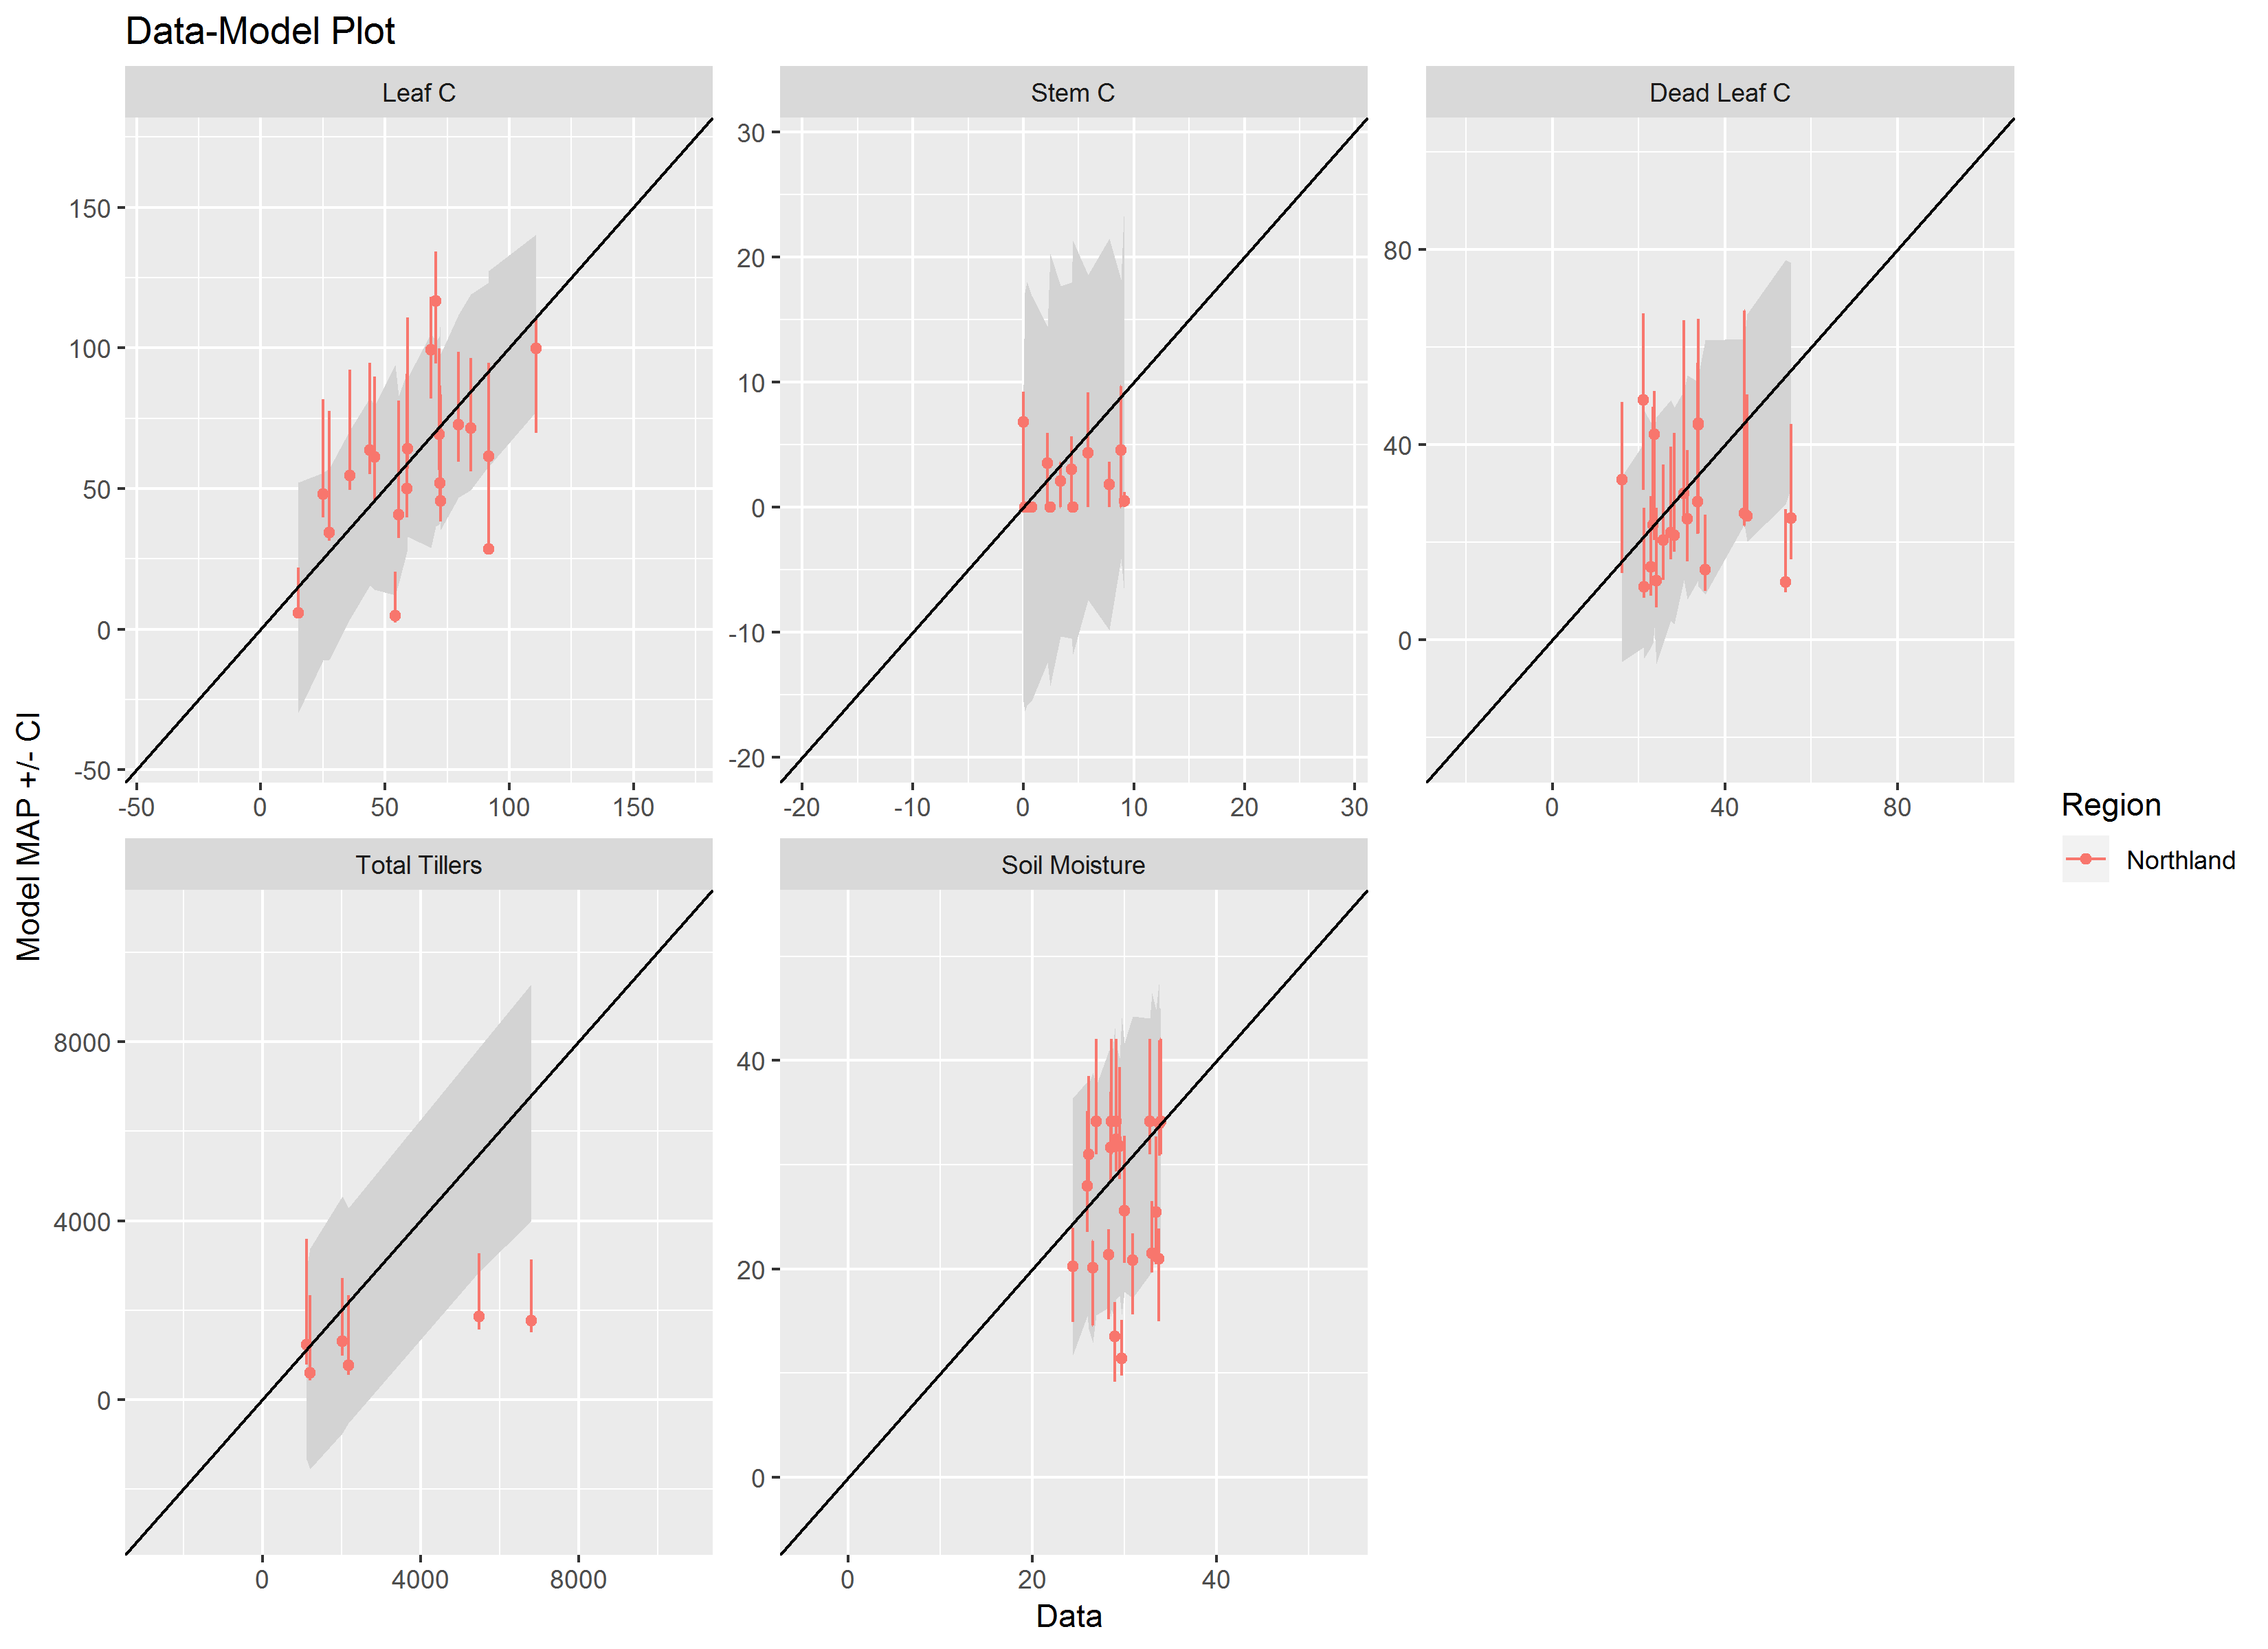 Data-Model Plot
Leaf C
Stem C
Dead Leaf C
150
100
50
0
-50
30
20
10
0
-10
-20
80
40
0
-50 0 50 100 150
-20 -10 0 10 20 30
0 40 80
Model MAP +/- CI
Region
Northland
Total Tillers
Soil Moisture
8000
4000
0
40
20
0
0 4000 8000
0 20 40
Data